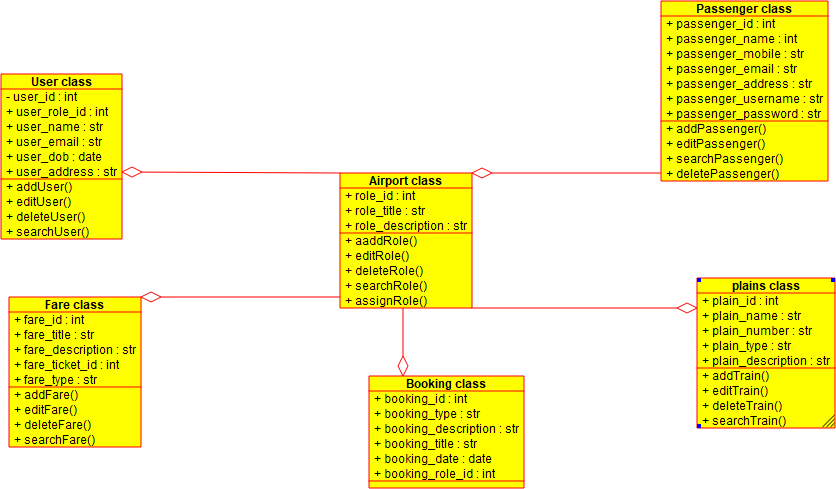 Passenger class
+ passenger_id : int
+ passenger_name : int
+ passenger_mobile : str
+ passenger_email : str
+ passenger_address : str
+ passenger_username : str
+ passenger_password : str
+ addPassenger()
+ editPassenger()
+ searchPassenger()
+ deletePassenger()
User class
- user_id : int
+ user_role_id : int
+ user_name : str
+ user_email : str
+ user_dob : date
+ user_address : str
+ addUser()
+ editUser()
+ deleteUser()
+ searchUser()
Airport class
+ role_id : int
+ role_title : str
+ role_description : str
+ aaddRole()
+ editRole()
+ deleteRole()
+ searchRole()
+ assignRole()
plains class
+ plain_id : int
+ plain_name : str
+ plain_number : str
+ plain_type : str
+ plain_description : str
+ addTrain()
+ editTrain()
+ deleteTrain()
+ searchTrain()
Fare class
+ fare_id : int
+ fare_title : str
+ fare_description : str
+ fare_ticket_id : int
+ fare_type : str
+ addFare()
+ editFare()
+ deleteFare()
+ searchFare()
Booking class
+ booking_id : int
+ booking_type : str
+ booking_description : str
+ booking_title : str
+ booking_date : date
+ booking_role_id : int